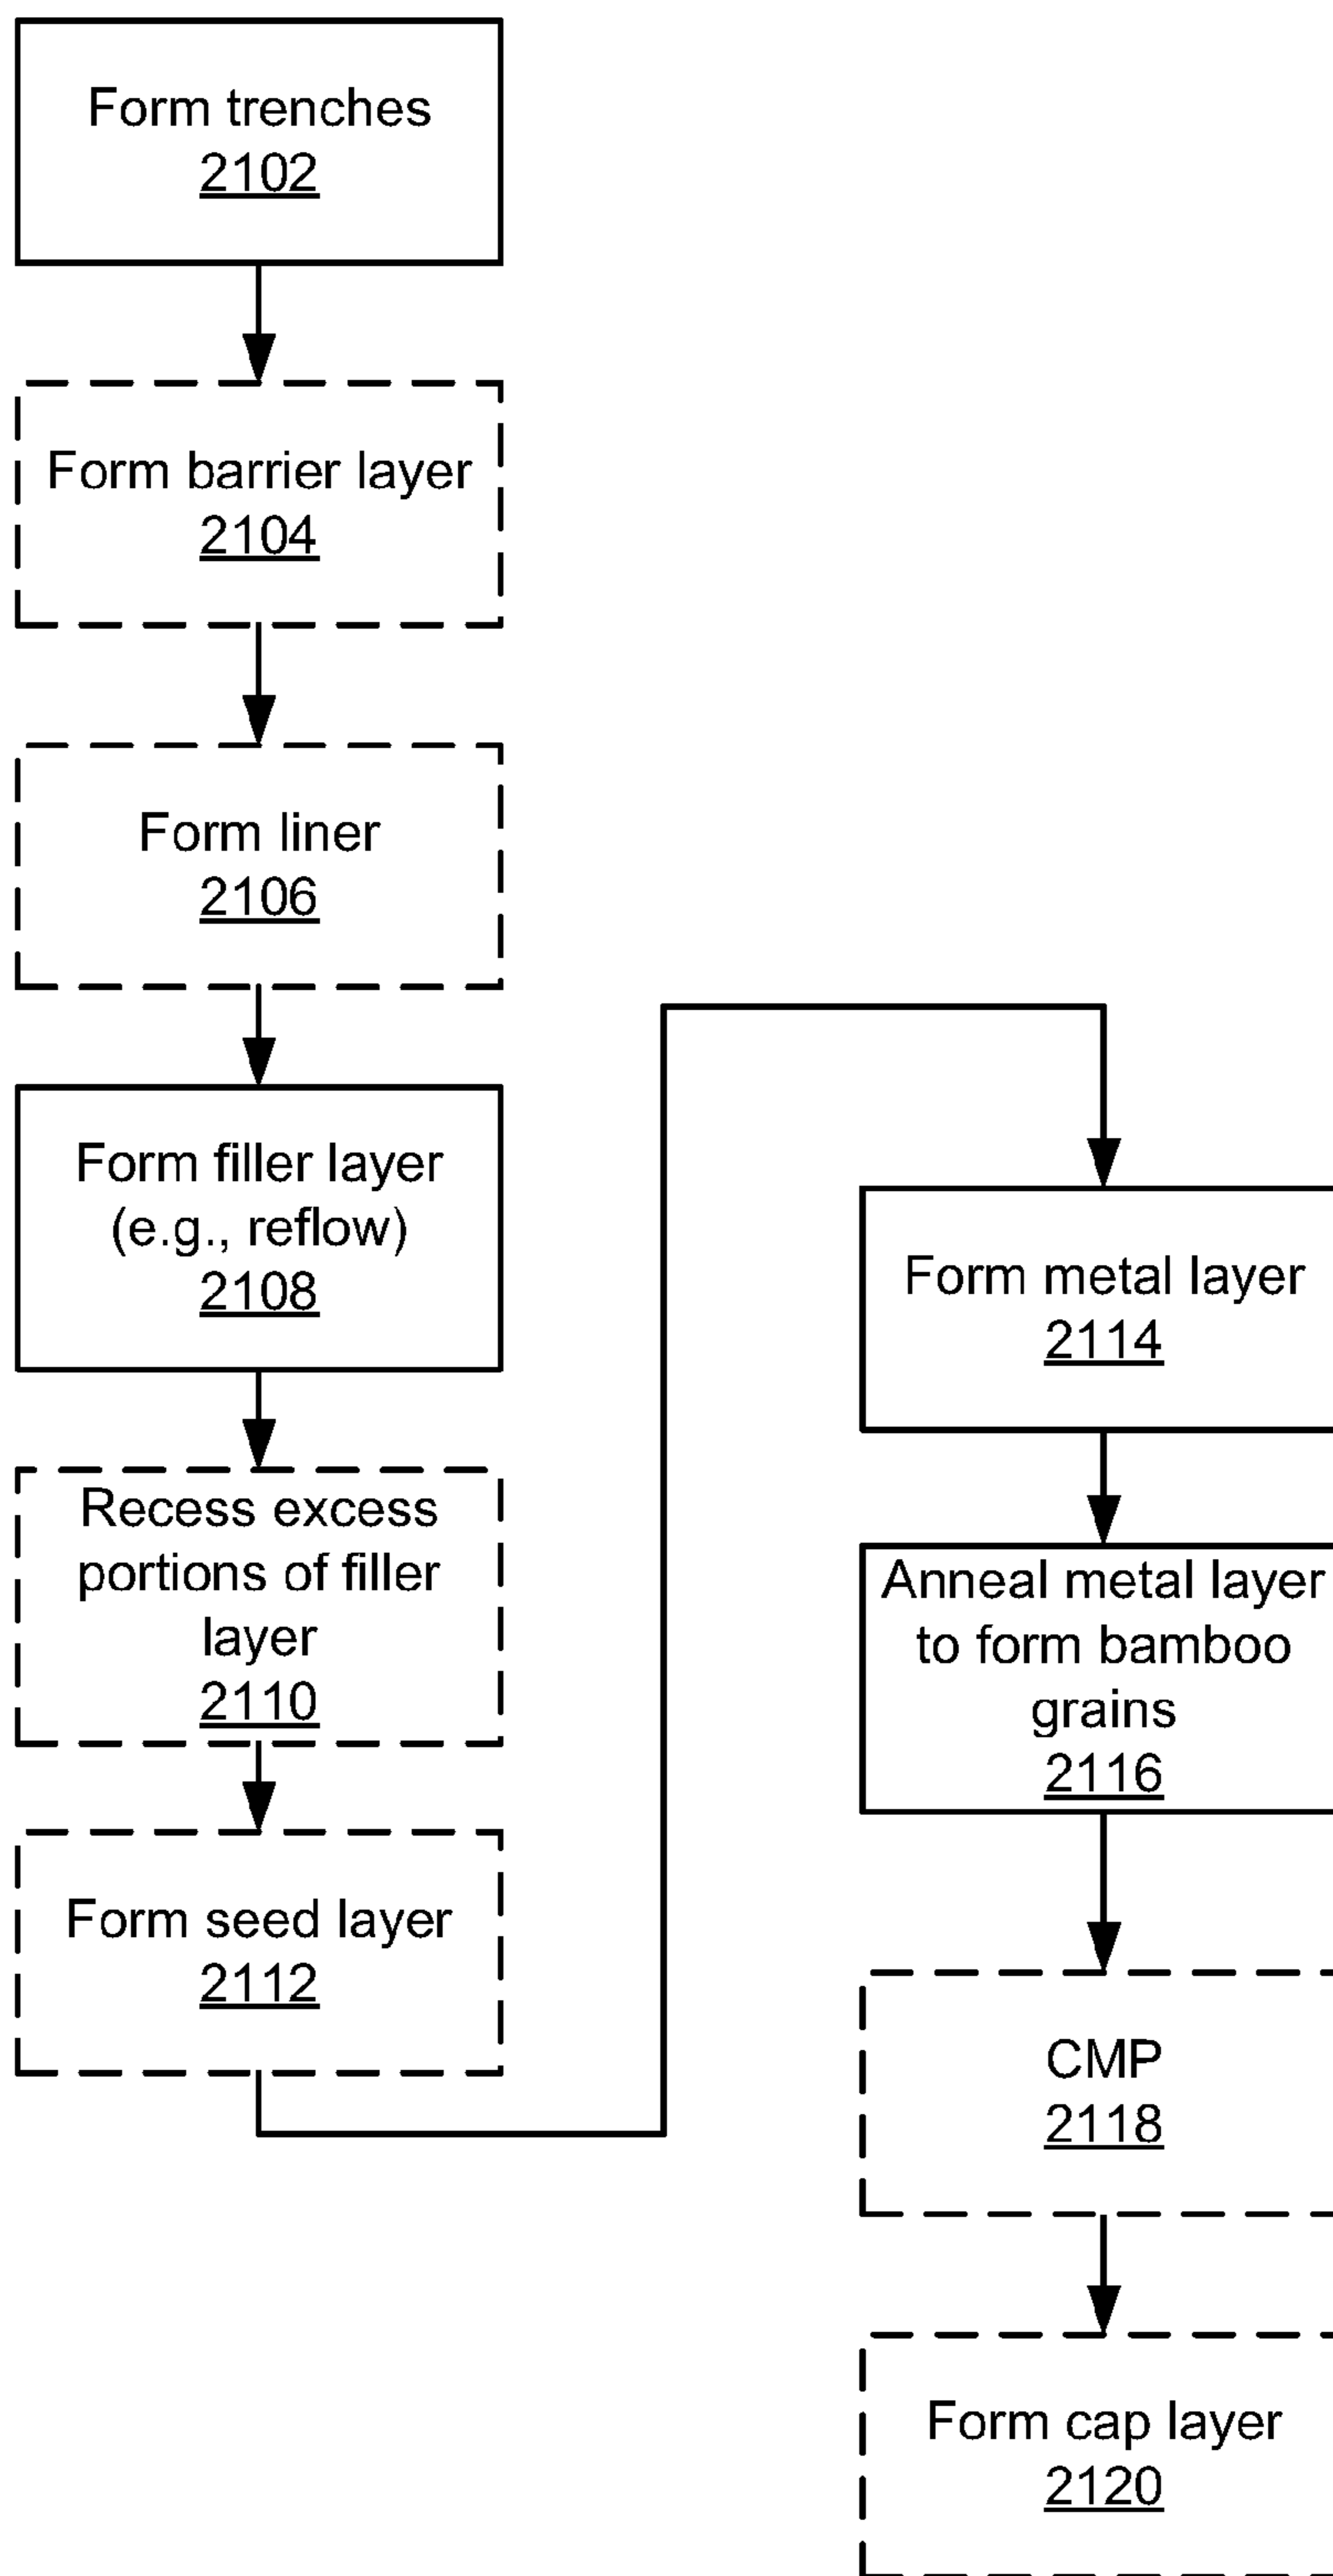 Form trenches
2102
Form barrier layer
2104
Form liner
2106
Form filler layer
(e.g., reflow)
2108
Recess excess
portions of filler
layer
2110
Form seed layer
2112
Form metal layer
2114
Anneal metal layer
to form bamboo
grains
2116
CMP
2118
Form cap layer
2120